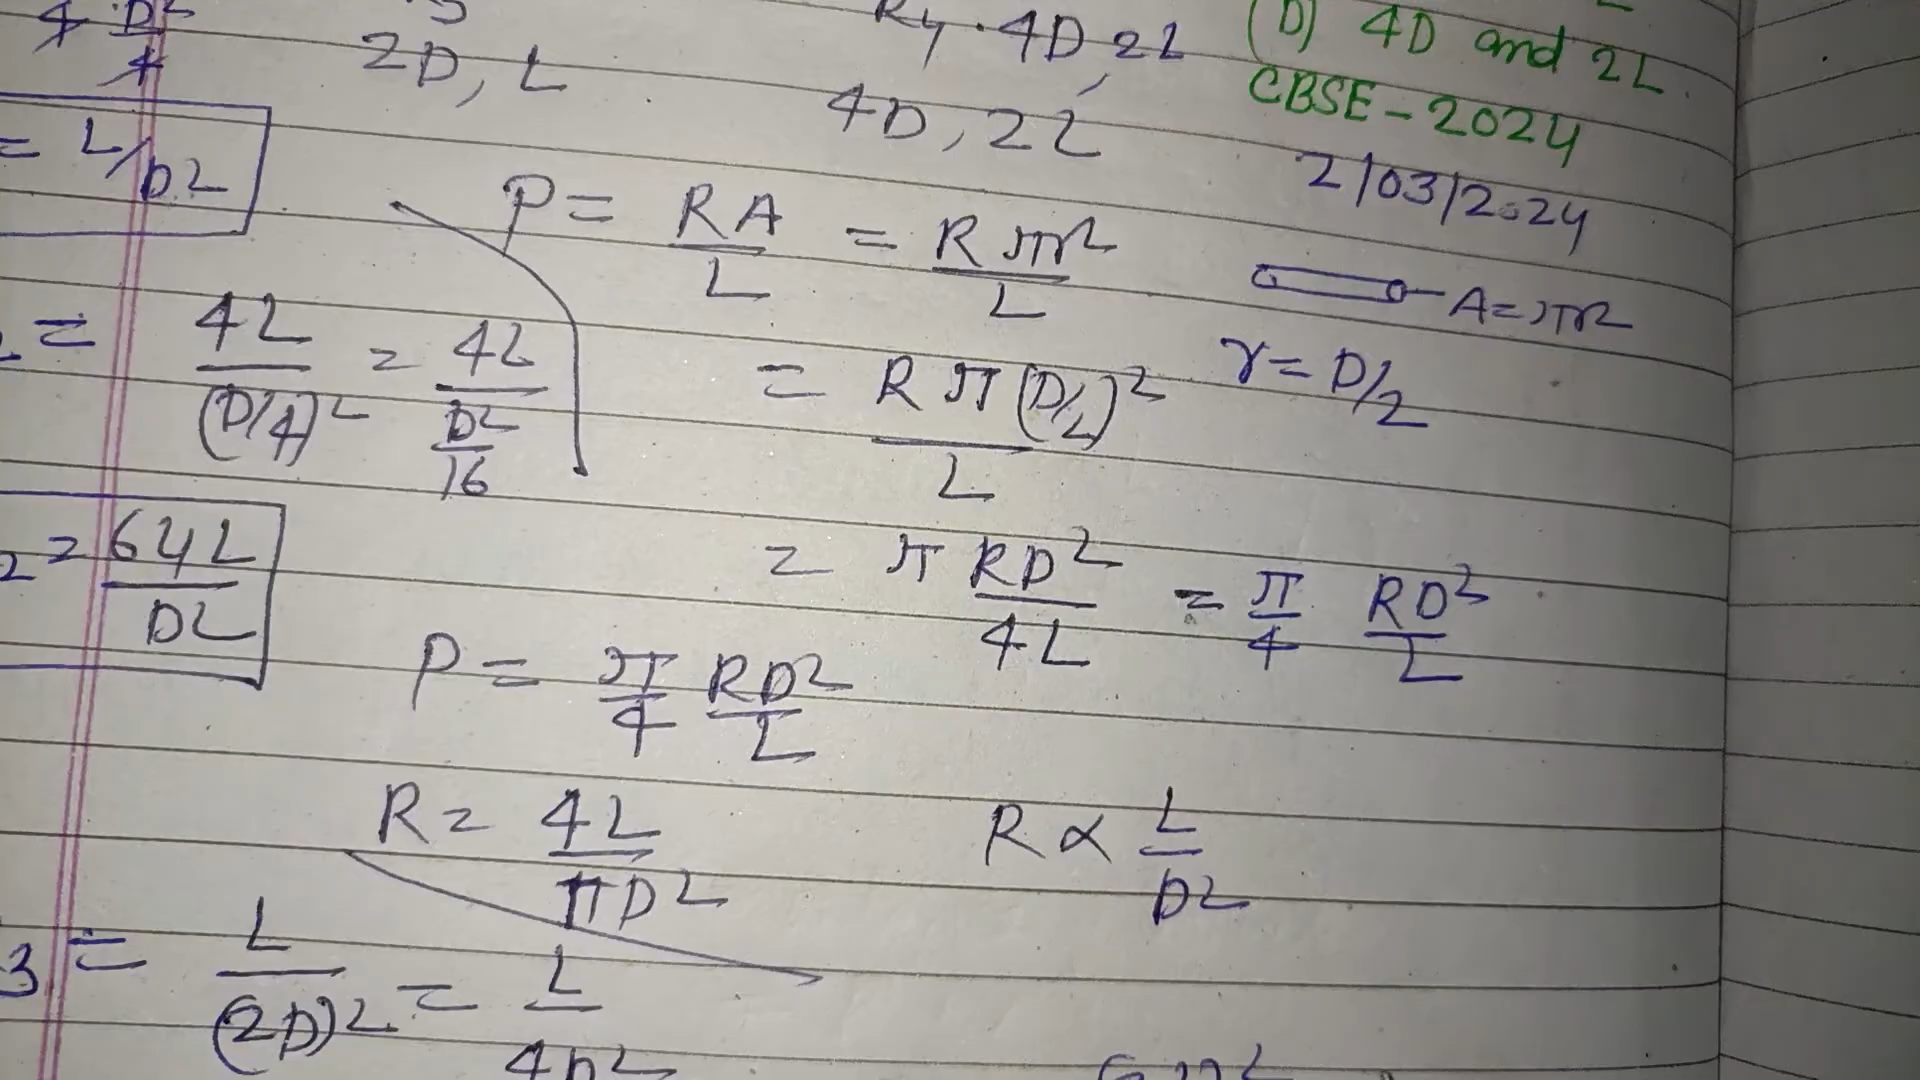 (D) 4D and 2L
2D, L
R4 . 4D, 2L
CBSE - 2024
4D, 2L
2/03/2024
= L/D2
P = RA/L = Rπr2/L
A = πr2
= 4L/(D/4)2 = 4L/D2/16
= Rπ(D/2)2/L
r = D/2
2 = 64L/D2
= π RD2/4L = π/4 RD2/L
P = π/4 RD2/L
R = 4L/πD2
R ∝ L/D2
3 = L/(2D)2 = L/4D2